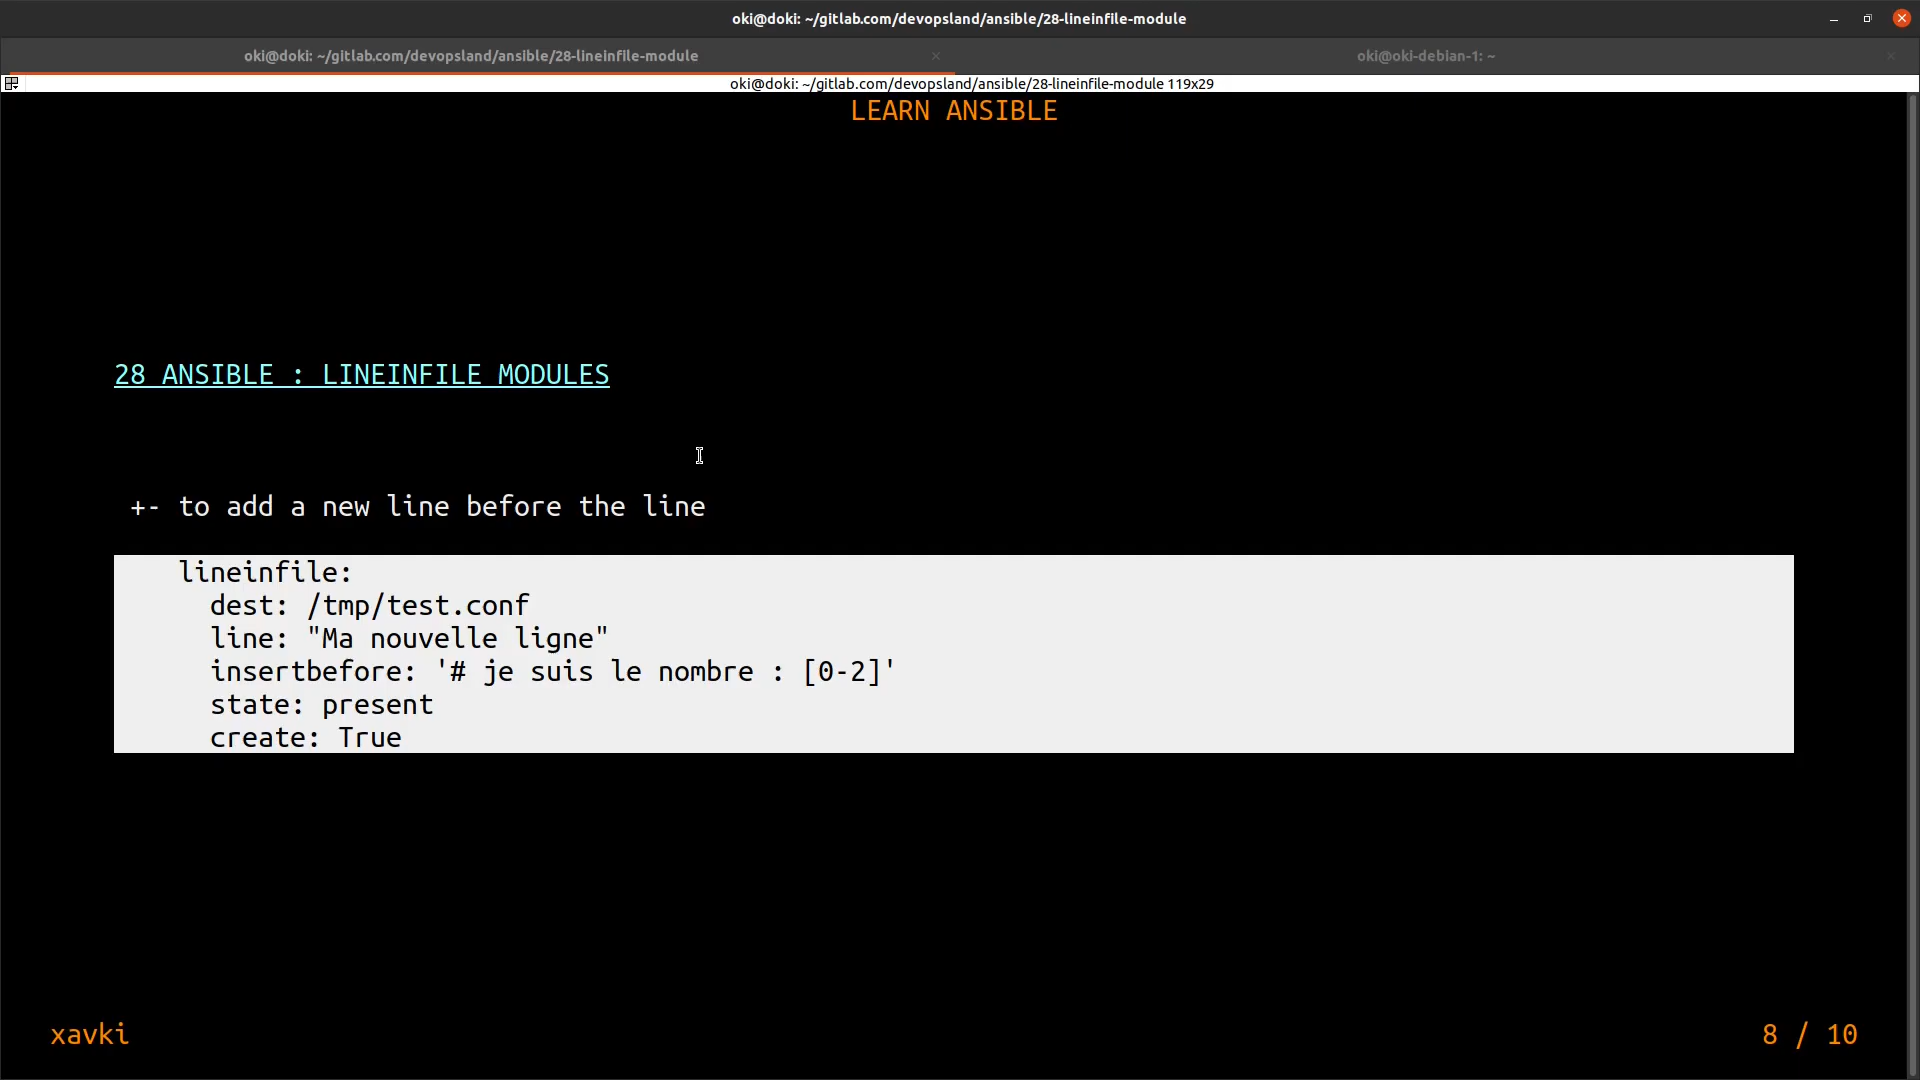 oki@doki: ~/gitlab.com/devopsland/ansible/28-lineinfile-module
oki@doki: ~/gitlab.com/devopsland/ansible/28-lineinfile-module
oki@oki-debian-1: ~
oki@doki: ~/gitlab.com/devopsland/ansible/28-lineinfile-module 119x29
LEARN ANSIBLE
28 ANSIBLE : LINEINFILE MODULES
+- to add a new line before the line
lineinfile:
dest: /tmp/test.conf
line: "Ma nouvelle ligne"
insertbefore: '# je suis le nombre : [0-2]'
state: present
create: True
xavki
8 / 10